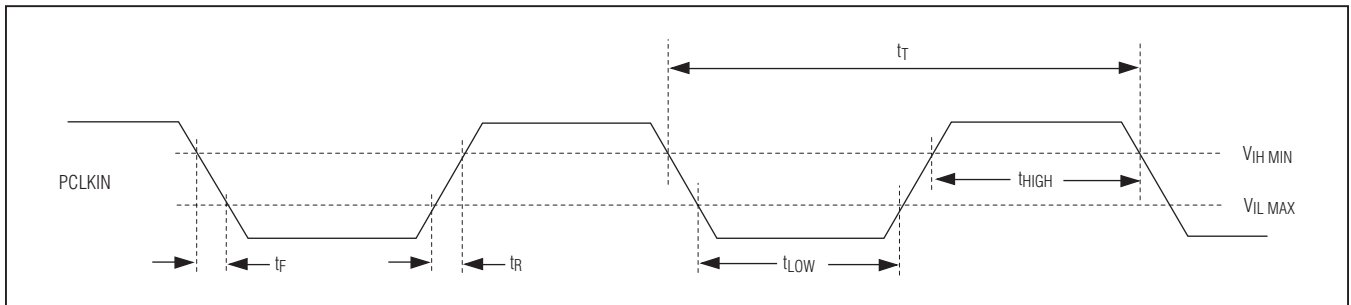 tT
VIH MIN
PCLKIN
tHIGH
VIL MAX
tF
tR
tLOW